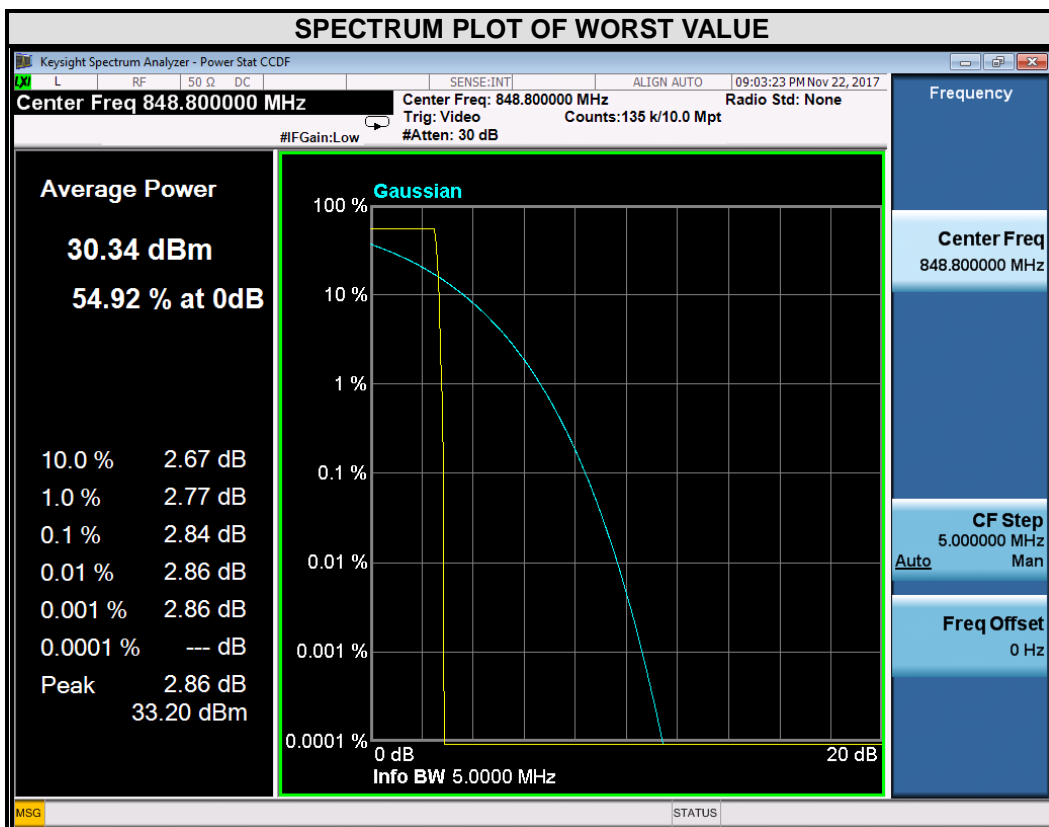 SPECTRUM PLOT OF WORST VALUE
Keysight Spectrum Analyzer - Power Stat CCDF
LXI L RF 50 Ω DC SENSE:INT ALIGN AUTO 09:03:23 PM Nov 22, 2017
Center Freq 848.800000 MHz
#IFGain:Low
Center Freq: 848.800000 MHz Radio Std: None
Trig: Video Counts:135 k/10.0 Mpt
#Atten: 30 dB
Average Power
30.34 dBm
54.92 % at 0dB
10.0 % 2.67 dB
1.0 % 2.77 dB
0.1 % 2.84 dB
0.01 % 2.86 dB
0.001 % 2.86 dB
0.0001 % --- dB
Peak 2.86 dB
33.20 dBm
Gaussian
100 %
10 %
1 %
0.1 %
0.01 %
0.001 %
0.0001 %
0 dB 20 dB
Info BW 5.0000 MHz
Frequency
Center Freq
848.800000 MHz
CF Step
5.000000 MHz
Auto Man
Freq Offset
0 Hz
MSG STATUS